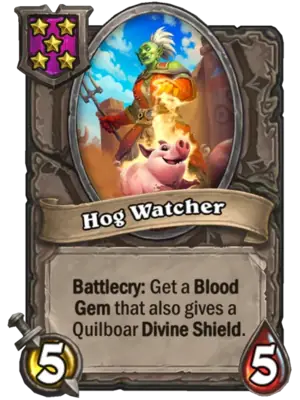 Hog Watcher
Battlecry: Get a Blood
Gem that also gives a
Quilboar Divine Shield.
5 5